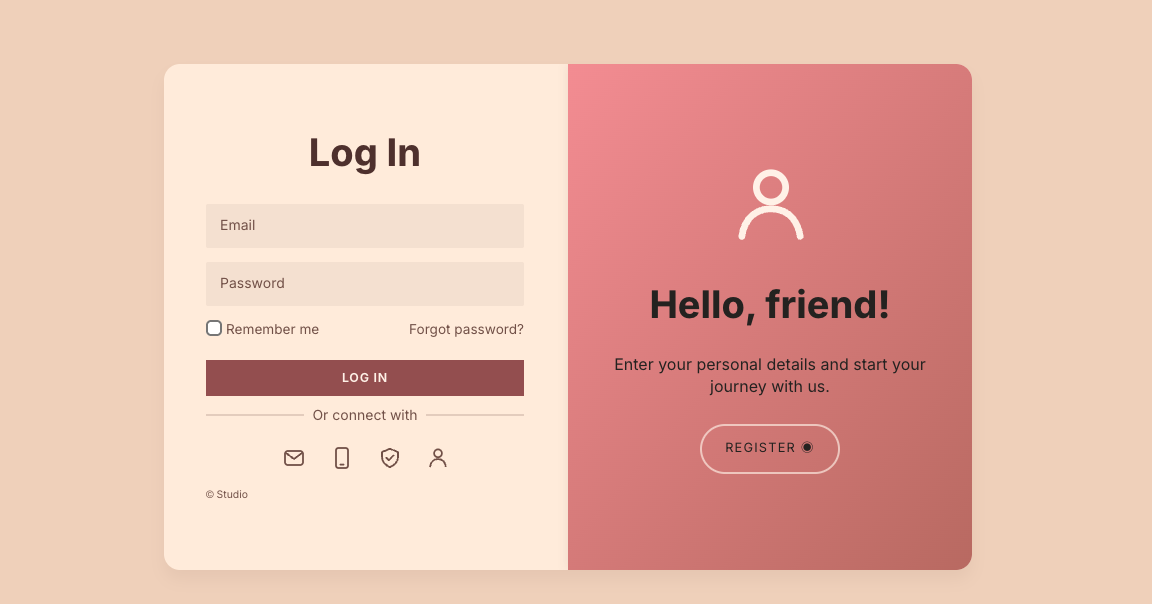 Log In
Email
Password
Remember me
Forgot password?
LOG IN
Or connect with
© Studio
Hello, friend!
Enter your personal details and start your
journey with us.
REGISTER ◉